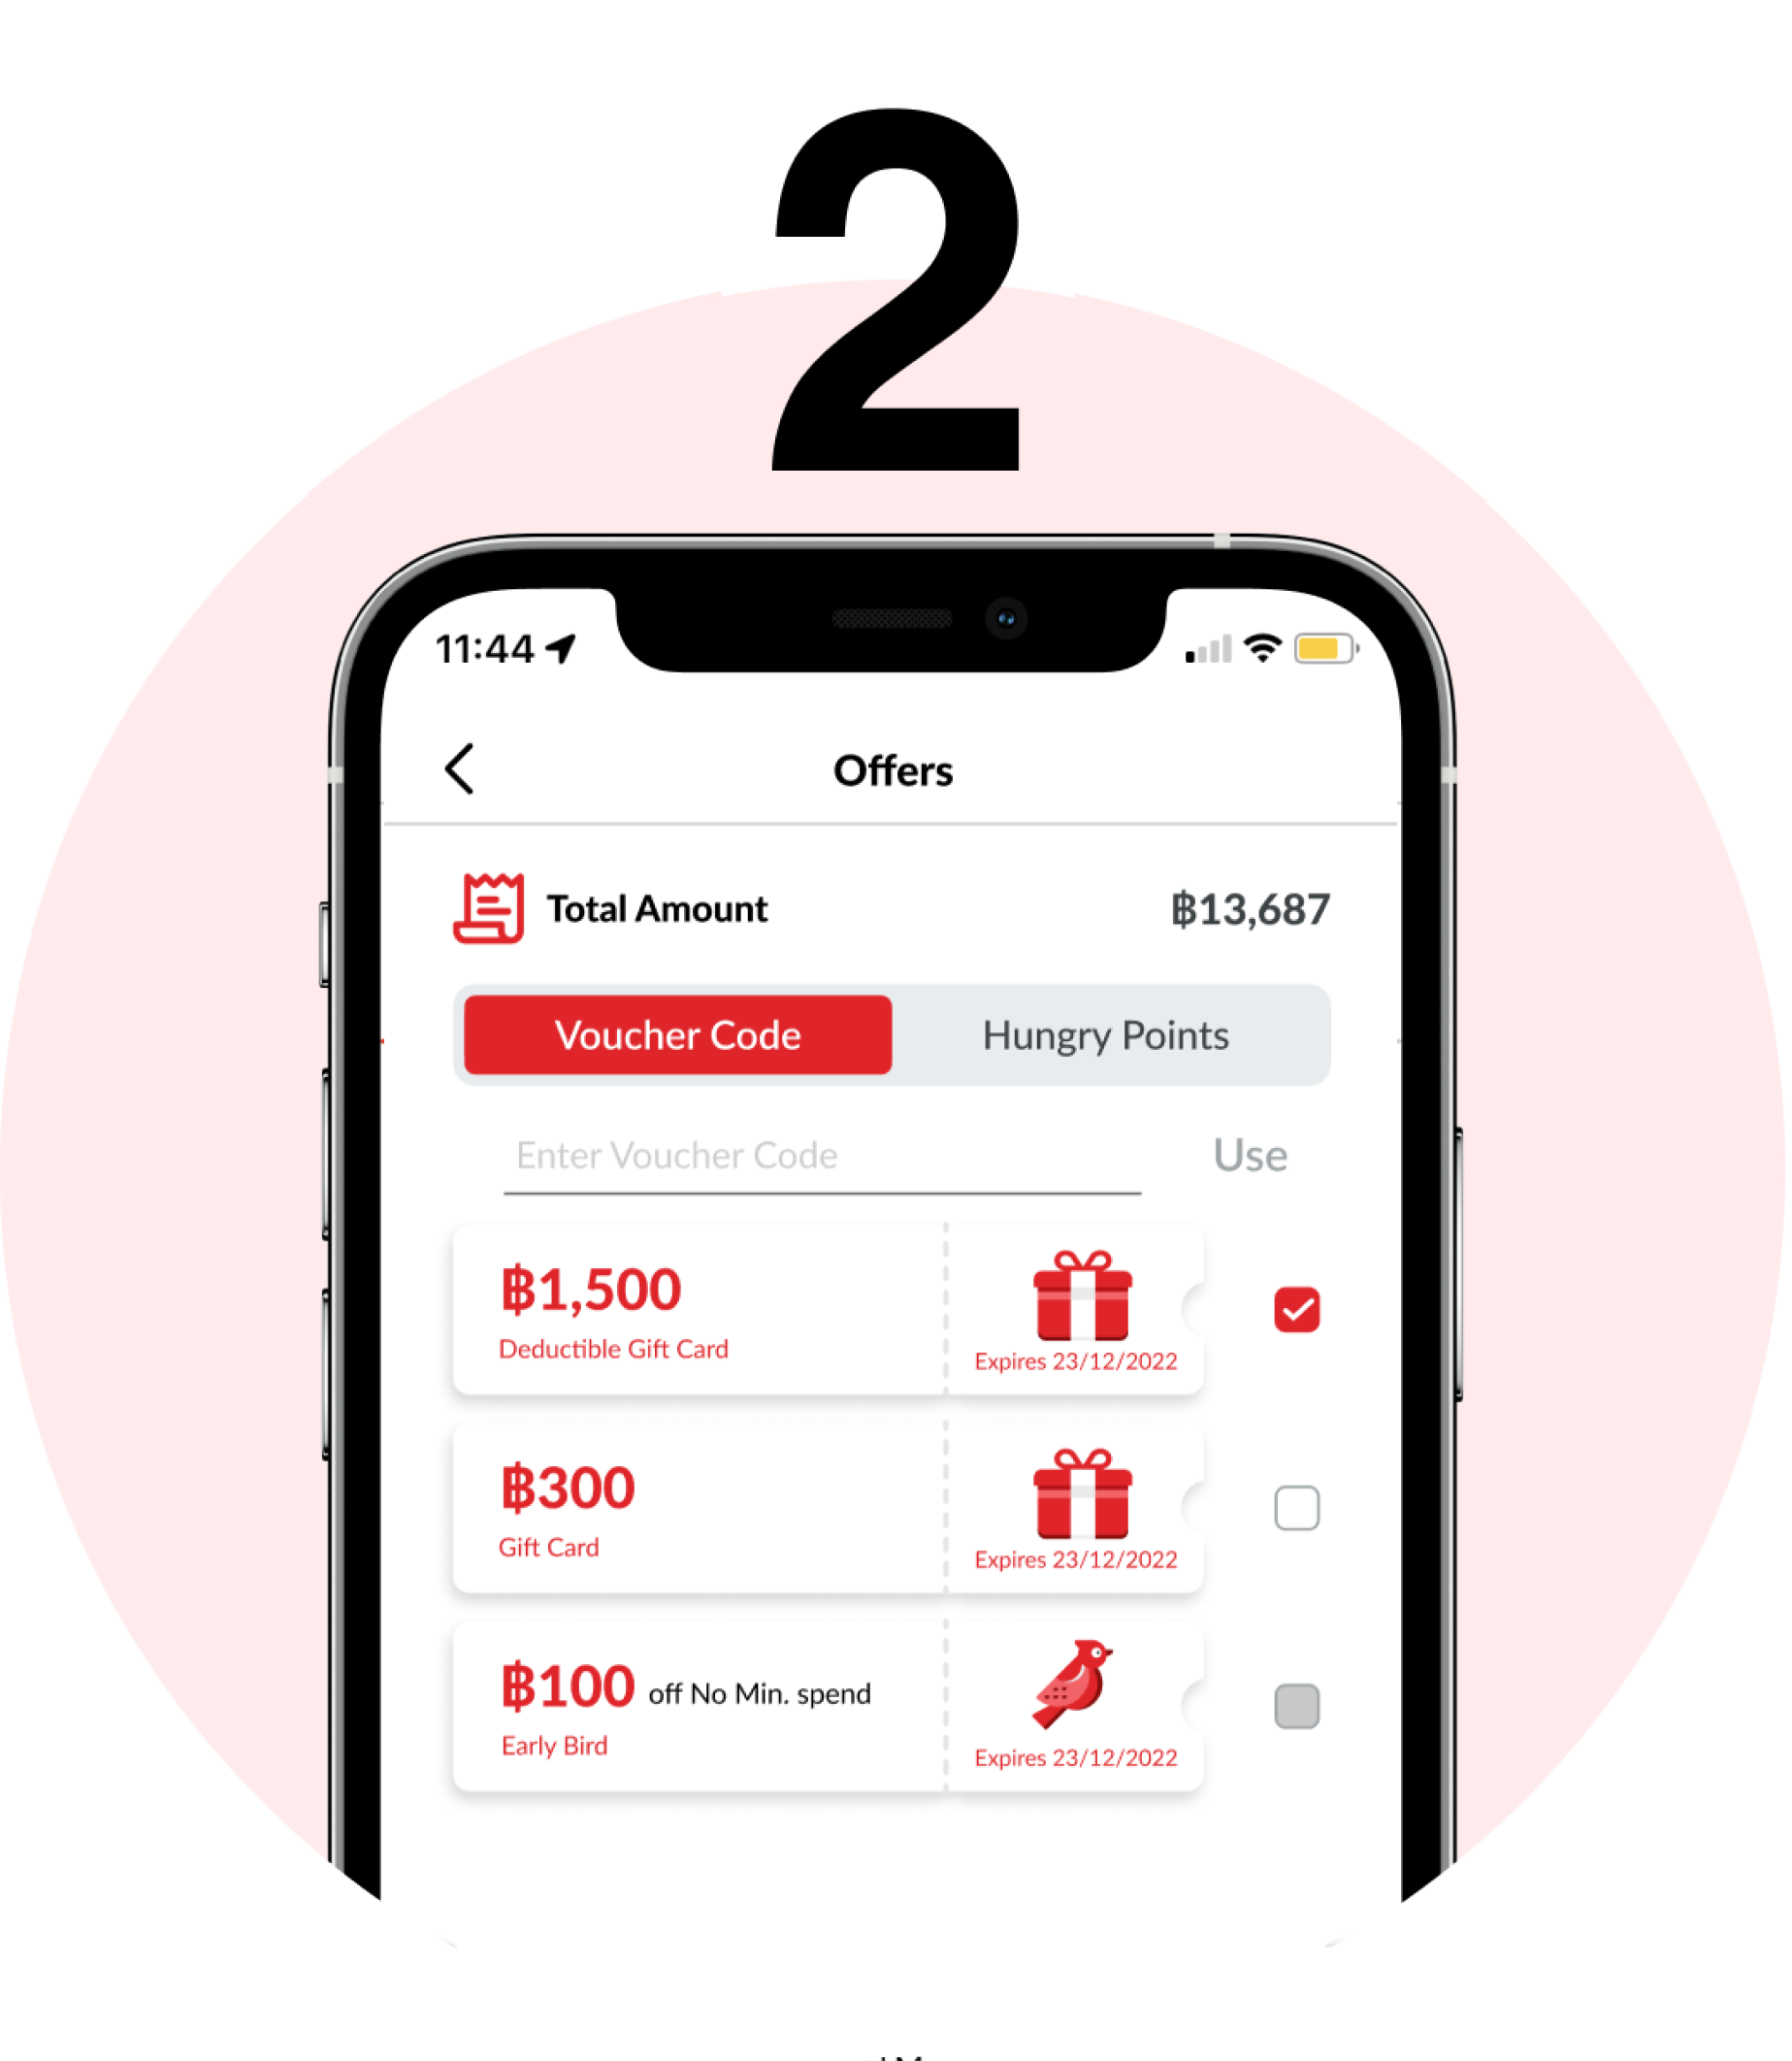 2
11:44
Offers
Total Amount
฿13,687
Voucher Code
Hungry Points
Enter Voucher Code
Use
฿1,500
Deductible Gift Card
Expires 23/12/2022
฿300
Gift Card
Expires 23/12/2022
฿100 off No Min. spend
Early Bird
Expires 23/12/2022